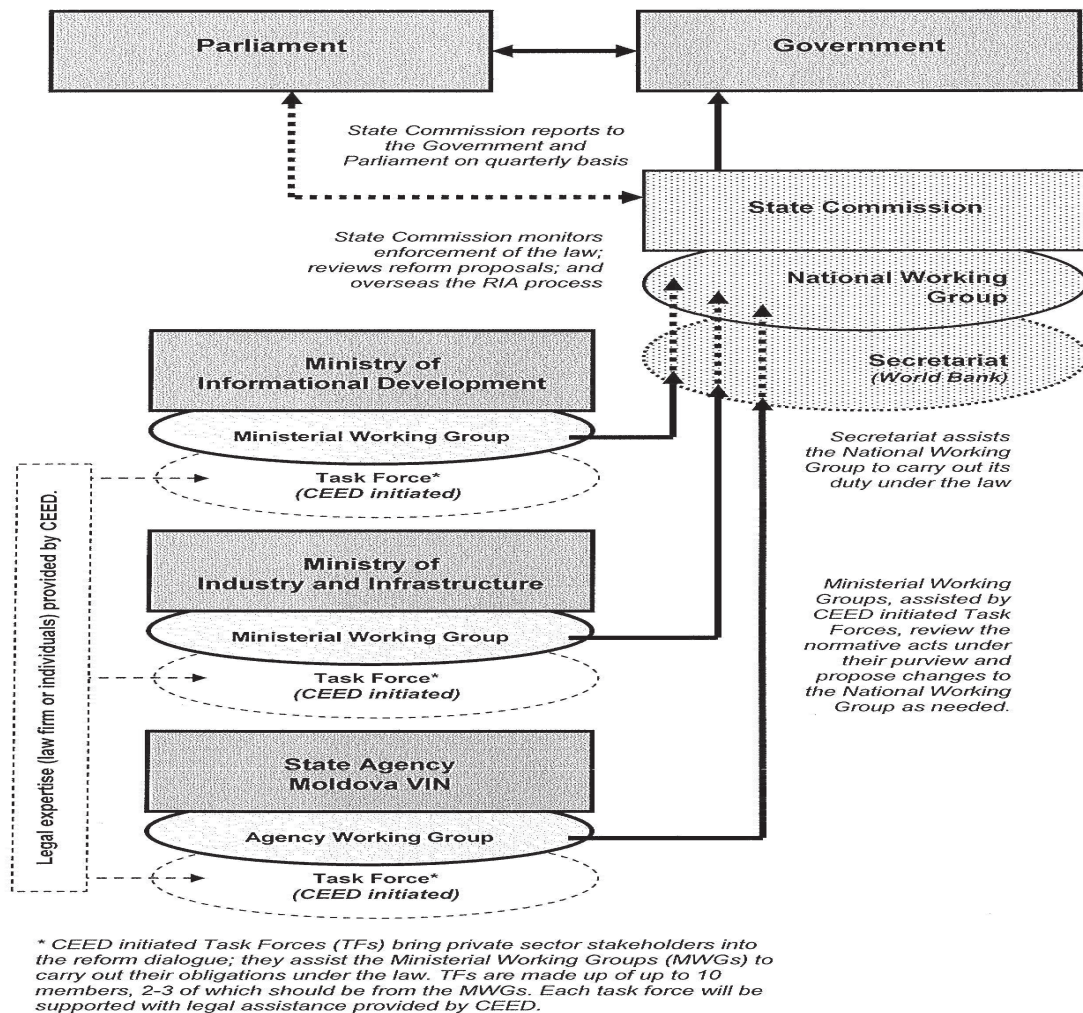 Parliament
Government
State Commission reports to
the Government and
Parliament on quarterly basis
State Commission
State Commission monitors
enforcement of the law;
reviews reform proposals; and
overseas the RIA process
National Working
Group
Secretariat
(World Bank)
Ministry of
Informational Development
Ministerial Working Group
Task Force*
(CEED initiated)
Secretariat assists
the National Working
Group to carry out its
duty under the law
Legal expertise (law firm or individuals) provided by CEED.
Ministry of
Industry and Infrastructure
Ministerial Working Group
Task Force*
(CEED initiated)
Ministerial Working
Groups, assisted by
CEED initiated Task
Forces, review the
normative acts under
their purview and
propose changes to
the National Working
Group as needed.
State Agency
Moldova VIN
Agency Working Group
Task Force*
(CEED initiated)
* CEED initiated Task Forces (TFs) bring private sector stakeholders into
the reform dialogue; they assist the Ministerial Working Groups (MWGs) to
carry out their obligations under the law. TFs are made up of up to 10
members, 2-3 of which should be from the MWGs. Each task force will be
supported with legal assistance provided by CEED.